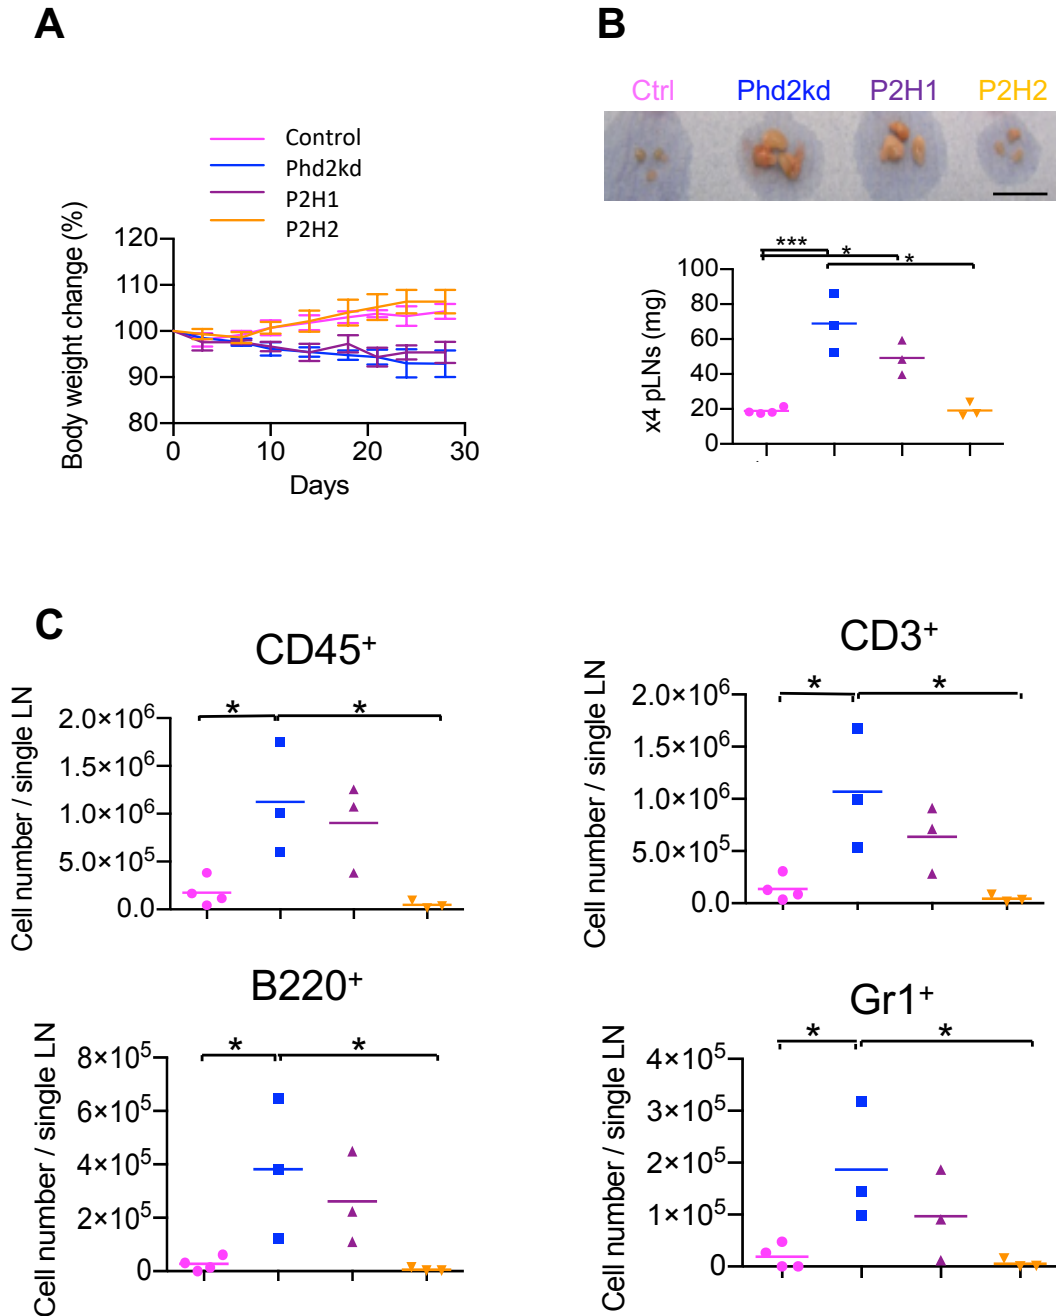 A
Control
Phd2kd
P2H1
P2H2
Body weight change (%)
120
110
100
90
80
0 10 20 30
Days
B
Ctrl Phd2kd P2H1 P2H2
x4 pLNs (mg)
100
80
60
40
20
0
***
*
*
C
CD45⁺
Cell number / single LN
2.0×10⁶
1.5×10⁶
1.0×10⁶
5.0×10⁵
0.0
* *
CD3⁺
Cell number / single LN
2.0×10⁶
1.5×10⁶
1.0×10⁶
5.0×10⁵
0.0
* *
B220⁺
Cell number / single LN
8×10⁵
6×10⁵
4×10⁵
2×10⁵
0
* *
Gr1⁺
Cell number / single LN
4×10⁵
3×10⁵
2×10⁵
1×10⁵
0
* *